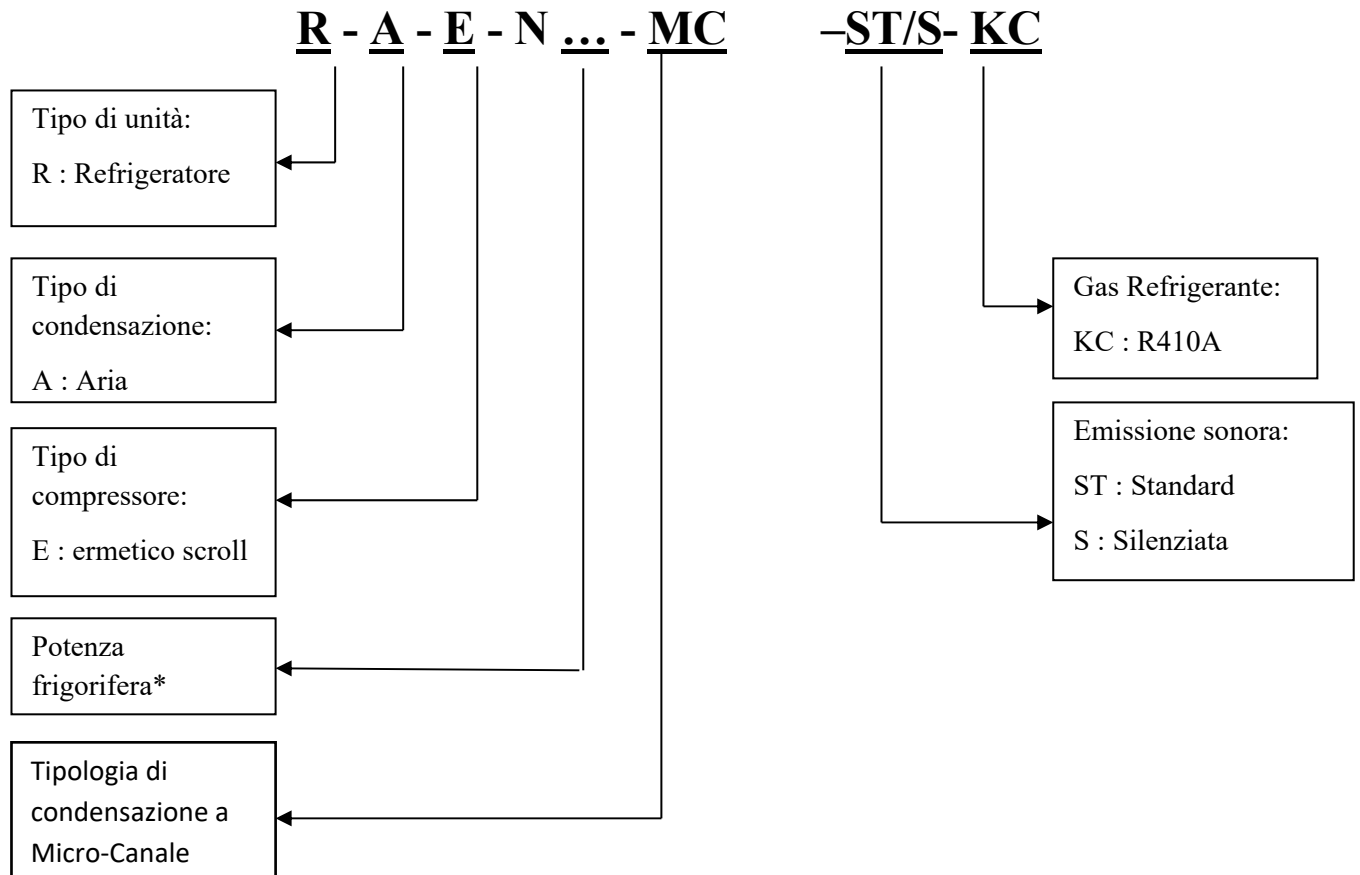 R - A - E - N ... - MC –ST/S- KC
Tipo di unità:
R : Refrigeratore
Tipo di
condensazione:
A : Aria
Tipo di
compressore:
E : ermetico scroll
Potenza
frigorifera*
Tipologia di
condensazione a
Micro-Canale
Gas Refrigerante:
KC : R410A
Emissione sonora:
ST : Standard
S : Silenziata